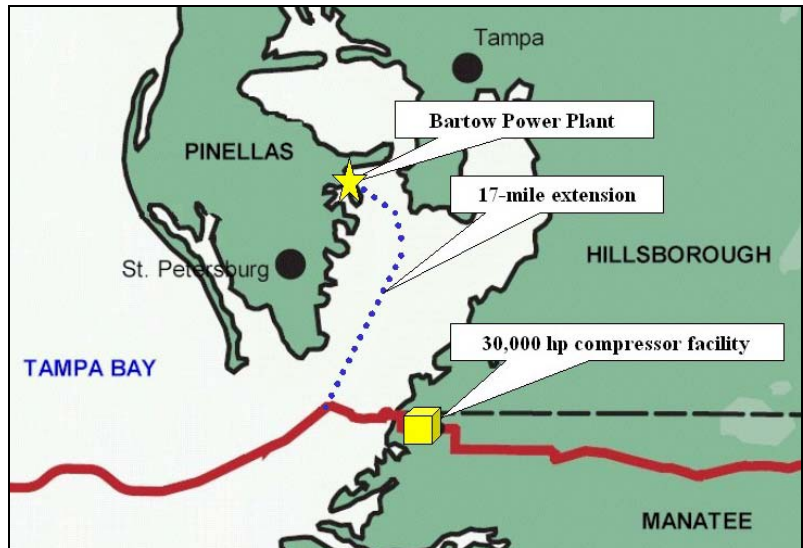 Tampa
Bartow Power Plant
PINELLAS
17-mile extension
St. Petersburg
HILLSBOROUGH
30,000 hp compressor facility
TAMPA BAY
MANATEE